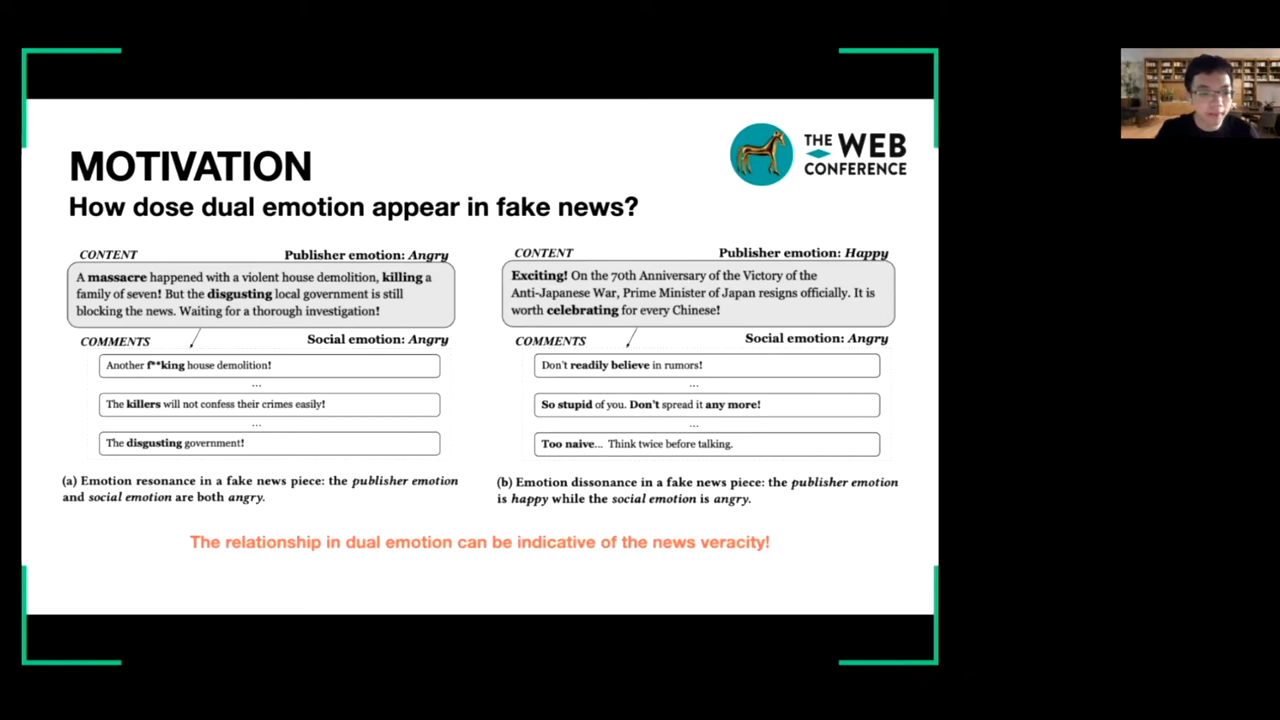 MOTIVATION
THE WEB
CONFERENCE
How dose dual emotion appear in fake news?
CONTENT
Publisher emotion: Angry
A massacre happened with a violent house demolition, killing a
family of seven! But the disgusting local government is still
blocking the news. Waiting for a thorough investigation!
COMMENTS
Social emotion: Angry
Another f**king house demolition!
...
The killers will not confess their crimes easily!
...
The disgusting government!
(a) Emotion resonance in a fake news piece: the publisher emotion
and social emotion are both angry.
CONTENT
Publisher emotion: Happy
Exciting! On the 70th Anniversary of the Victory of the
Anti-Japanese War, Prime Minister of Japan resigns officially. It is
worth celebrating for every Chinese!
COMMENTS
Social emotion: Angry
Don't readily believe in rumors!
...
So stupid of you. Don't spread it any more!
...
Too naive... Think twice before talking.
(b) Emotion dissonance in a fake news piece: the publisher emotion
is happy while the social emotion is angry.
The relationship in dual emotion can be indicative of the news veracity!